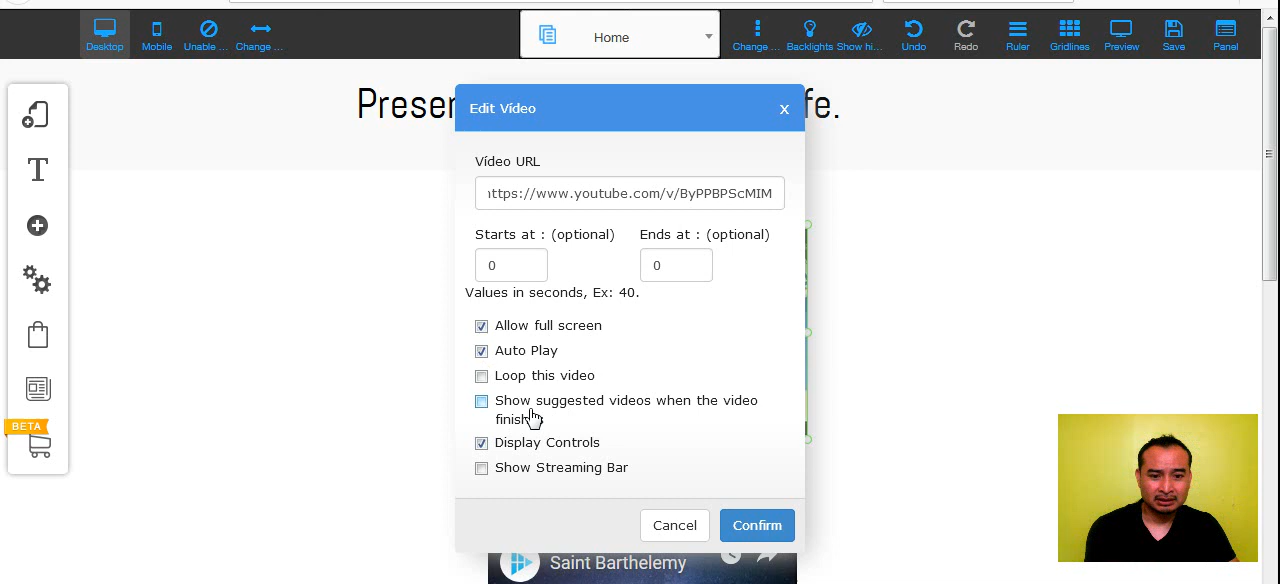 Desktop
Mobile
Unable ...
Change ...
Home
Change ...
Backlights
Show hi...
Undo
Redo
Ruler
Gridlines
Preview
Save
Panel
Edit Vídeo
x
fe.
Vídeo URL
https://www.youtube.com/v/ByPPBPScMIM
Starts at : (optional)
Ends at : (optional)
0
0
Values in seconds, Ex: 40.
Allow full screen
Auto Play
Loop this video
Show suggested videos when the video
Display Controls
Show Streaming Bar
BETA
Cancel
Confirm
Saint Barthelemy